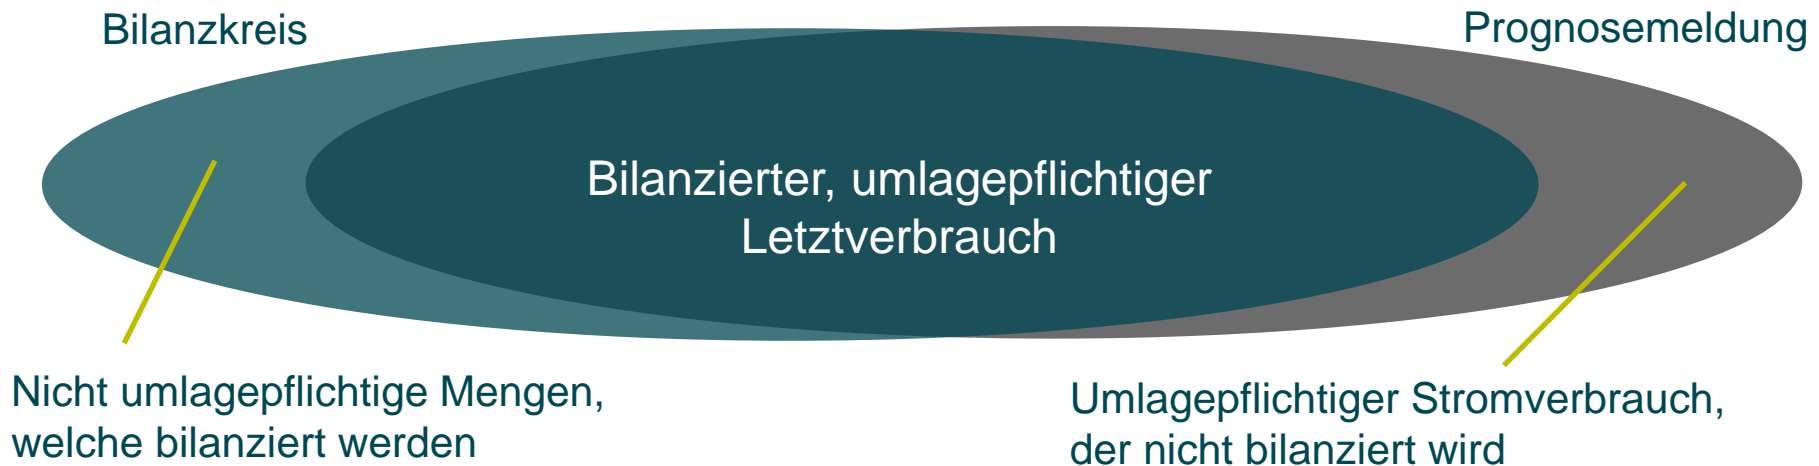 Bilanzkreis
Prognosemeldung
Bilanzierter, umlagepflichtiger
Letztverbrauch
Nicht umlagepflichtige Mengen,
welche bilanziert werden
Umlagepflichtiger Stromverbrauch,
der nicht bilanziert wird